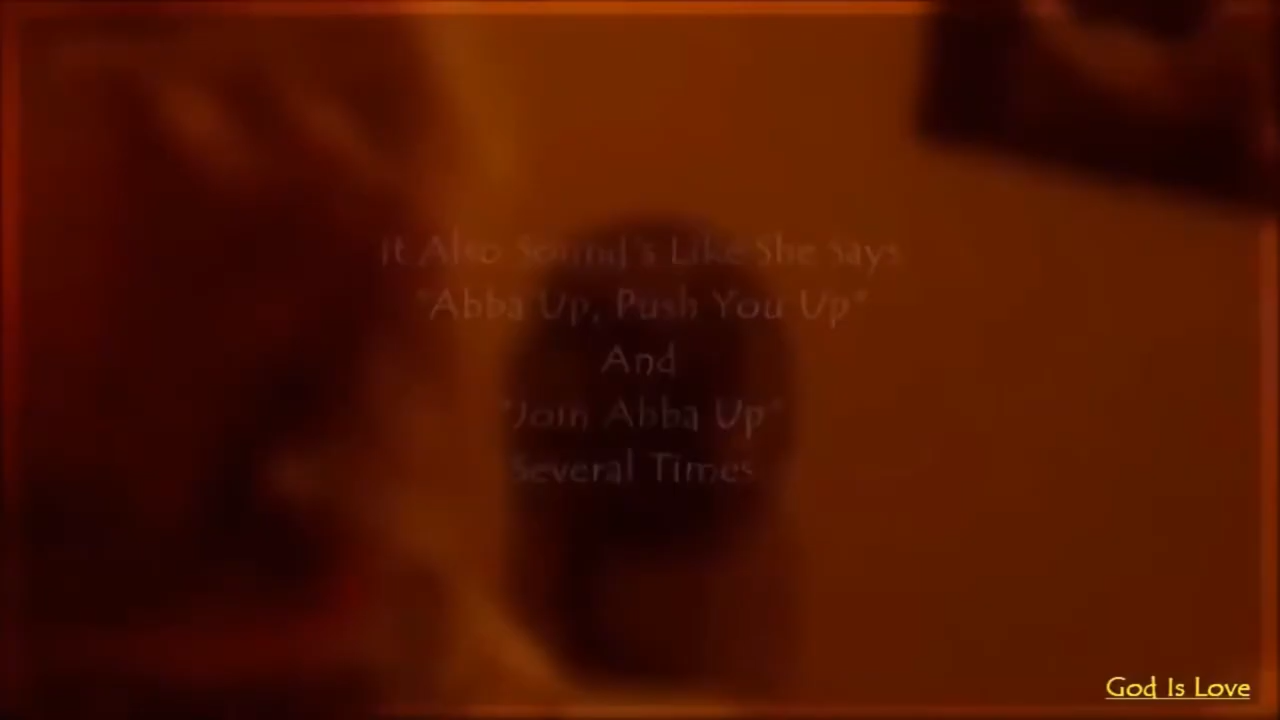 It Also Sound's Like She Says
"Abba Up, Push You Up"
And
"Join Abba Up"
Several Times
God Is Love